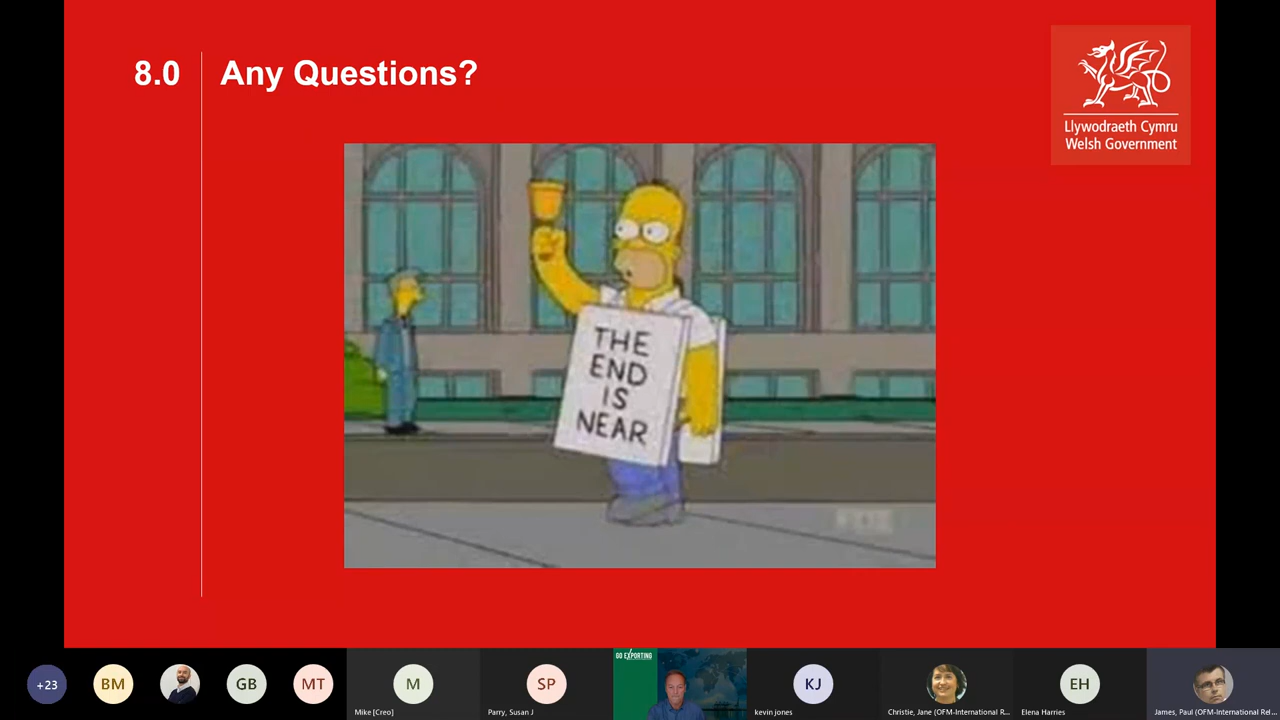 8.0
Any Questions?
Llywodraeth Cymru
Welsh Government
THE
END
IS
NEAR
FOX
+23
BM
GB
MT
M
Mike [Creo]
SP
Parry, Susan J
GO EXPORTING
KJ
kevin jones
Christie, Jane (OFM-International R...
EH
Elena Harries
James, Paul (OFM-International Rel...